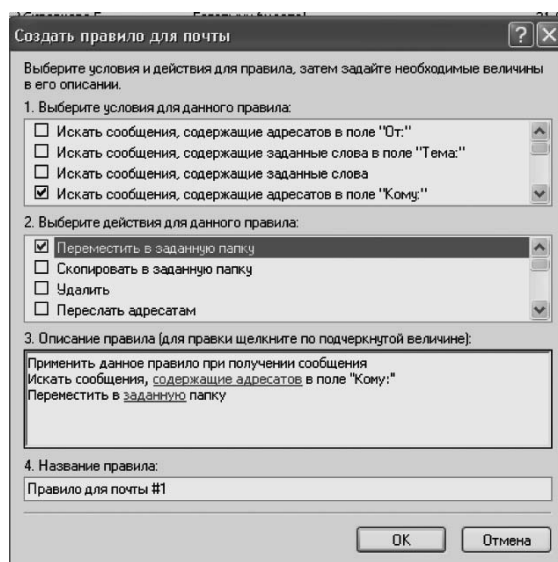 Создать правило для почты
Выберите условия и действия для правила, затем задайте необходимые величины
в его описании.
1. Выберите условия для данного правила:
Искать сообщения, содержащие адресатов в поле "От:"
Искать сообщения, содержащие заданные слова в поле "Тема:"
Искать сообщения, содержащие заданные слова
Искать сообщения, содержащие адресатов в поле "Кому:"
2. Выберите действия для данного правила:
Переместить в заданную папку
Скопировать в заданную папку
Удалить
Переслать адресатам
3. Описание правила (для правки щелкните по подчеркнутой величине):
Применить данное правило при получении сообщения
Искать сообщения, содержащие адресатов в поле "Кому:"
Переместить в заданную папку
4. Название правила:
Правило для почты #1
OK Отмена